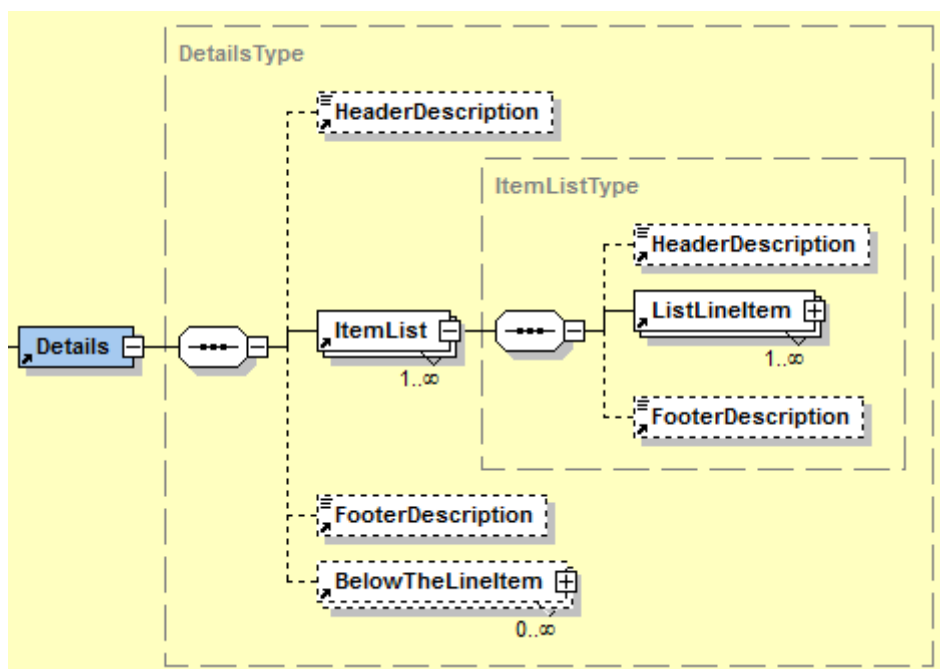 DetailsType
HeaderDescription
ItemListType
HeaderDescription
ListLineItem
1..∞
Details
ItemList
1..∞
FooterDescription
FooterDescription
BelowTheLineItem
0..∞